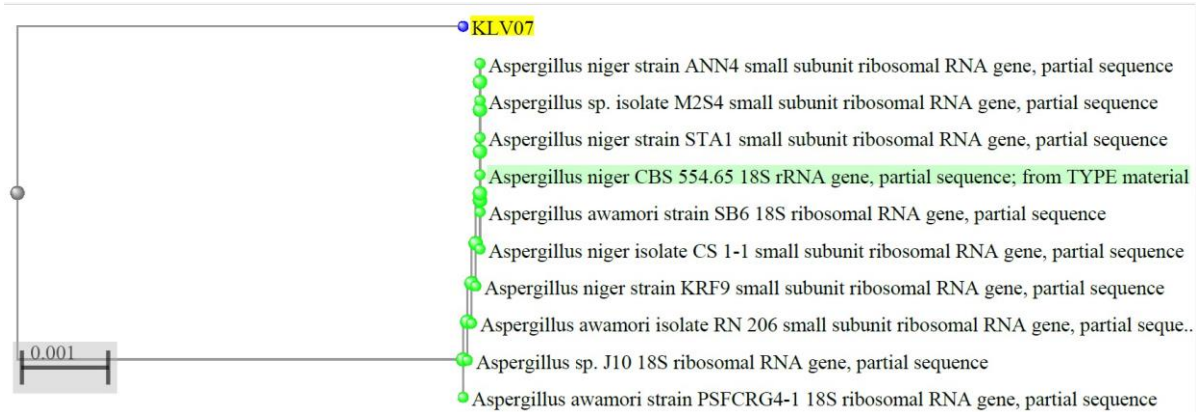 KLV07
Aspergillus niger strain ANN4 small subunit ribosomal RNA gene, partial sequence
Aspergillus sp. isolate M2S4 small subunit ribosomal RNA gene, partial sequence
Aspergillus niger strain STA1 small subunit ribosomal RNA gene, partial sequence
Aspergillus niger CBS 554.65 18S rRNA gene, partial sequence; from TYPE material
Aspergillus awamori strain SB6 18S ribosomal RNA gene, partial sequence
Aspergillus niger isolate CS 1-1 small subunit ribosomal RNA gene, partial sequence
Aspergillus niger strain KRF9 small subunit ribosomal RNA gene, partial sequence
Aspergillus awamori isolate RN 206 small subunit ribosomal RNA gene, partial seque..
0.001
Aspergillus sp. J10 18S ribosomal RNA gene, partial sequence
Aspergillus awamori strain PSFCRG4-1 18S ribosomal RNA gene, partial sequence